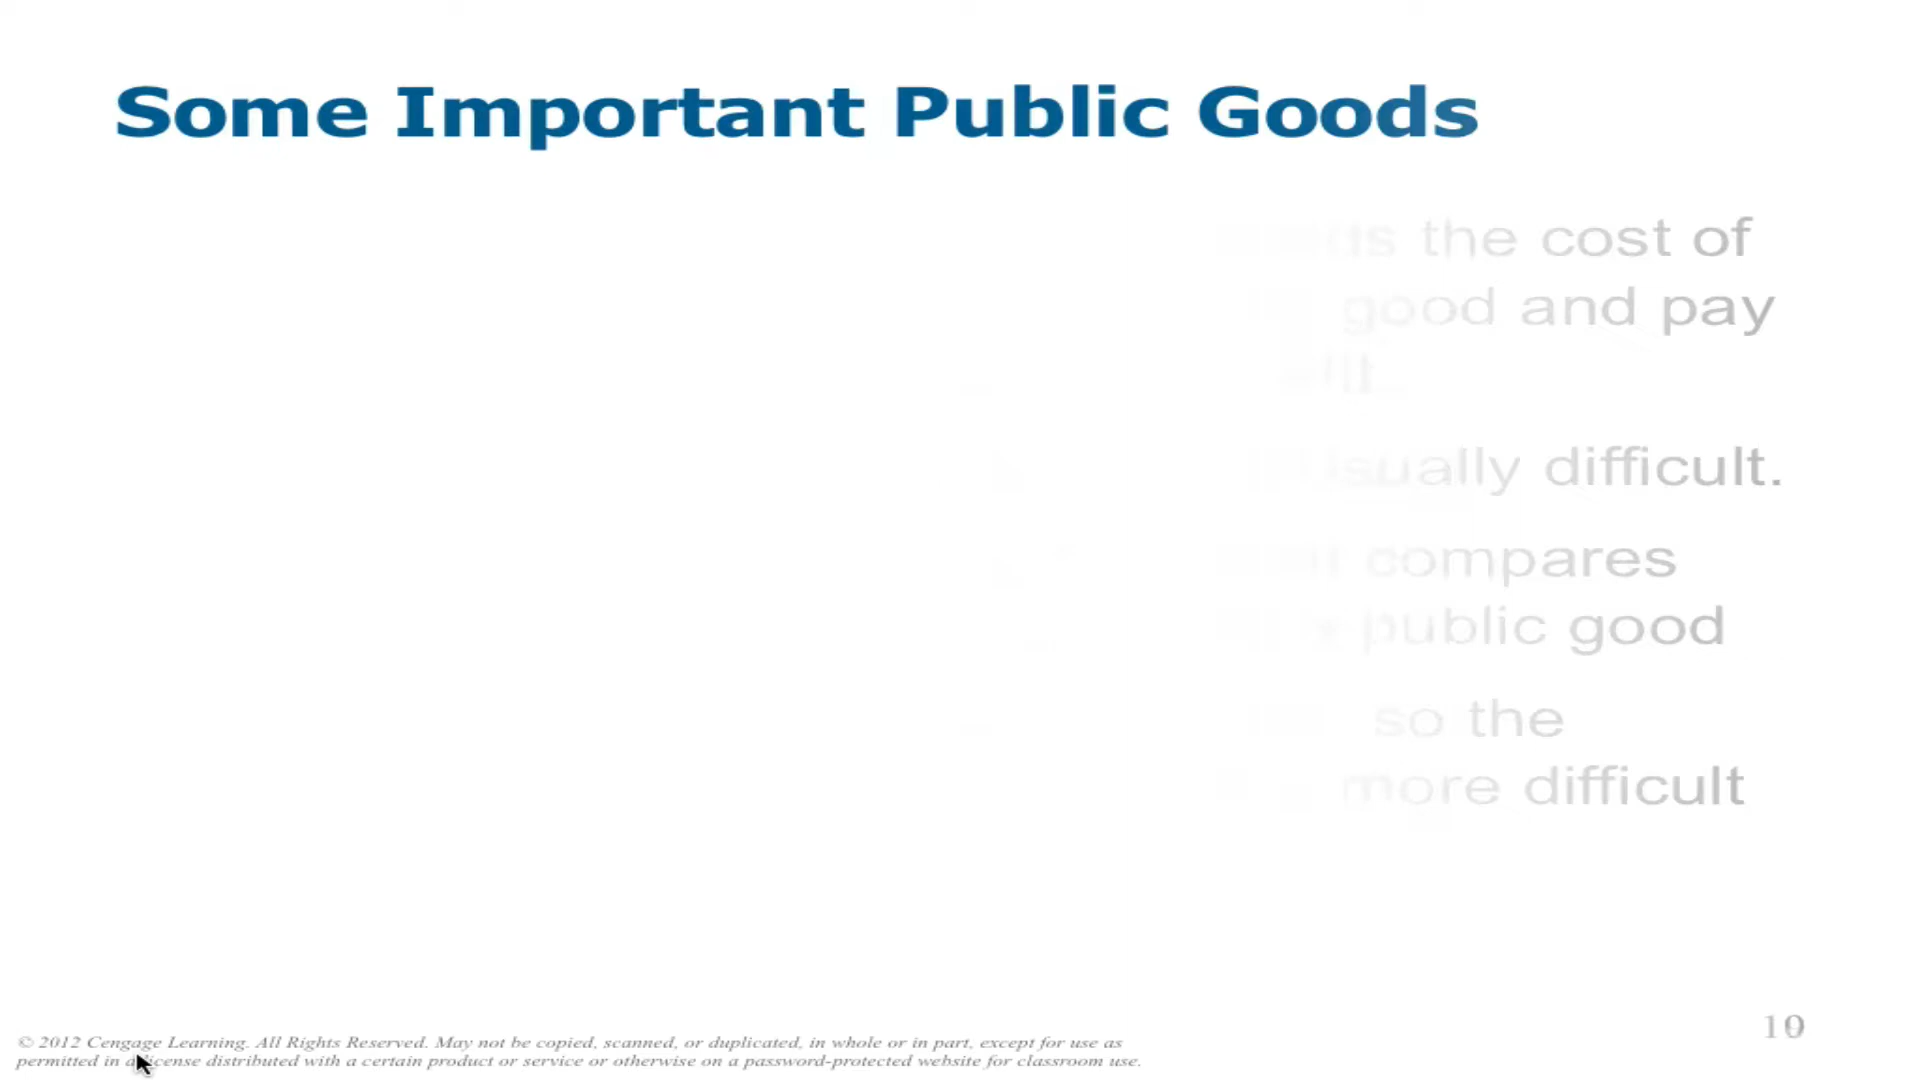 Some Important Public Goods
the cost of
good and pay
usually difficult.
compares
public good
so the
more difficult
© 2012 Cengage Learning. All Rights Reserved. May not be copied, scanned, or duplicated, in whole or in part, except for use as
permitted in a license distributed with a certain product or service or otherwise on a password-protected website for classroom use.